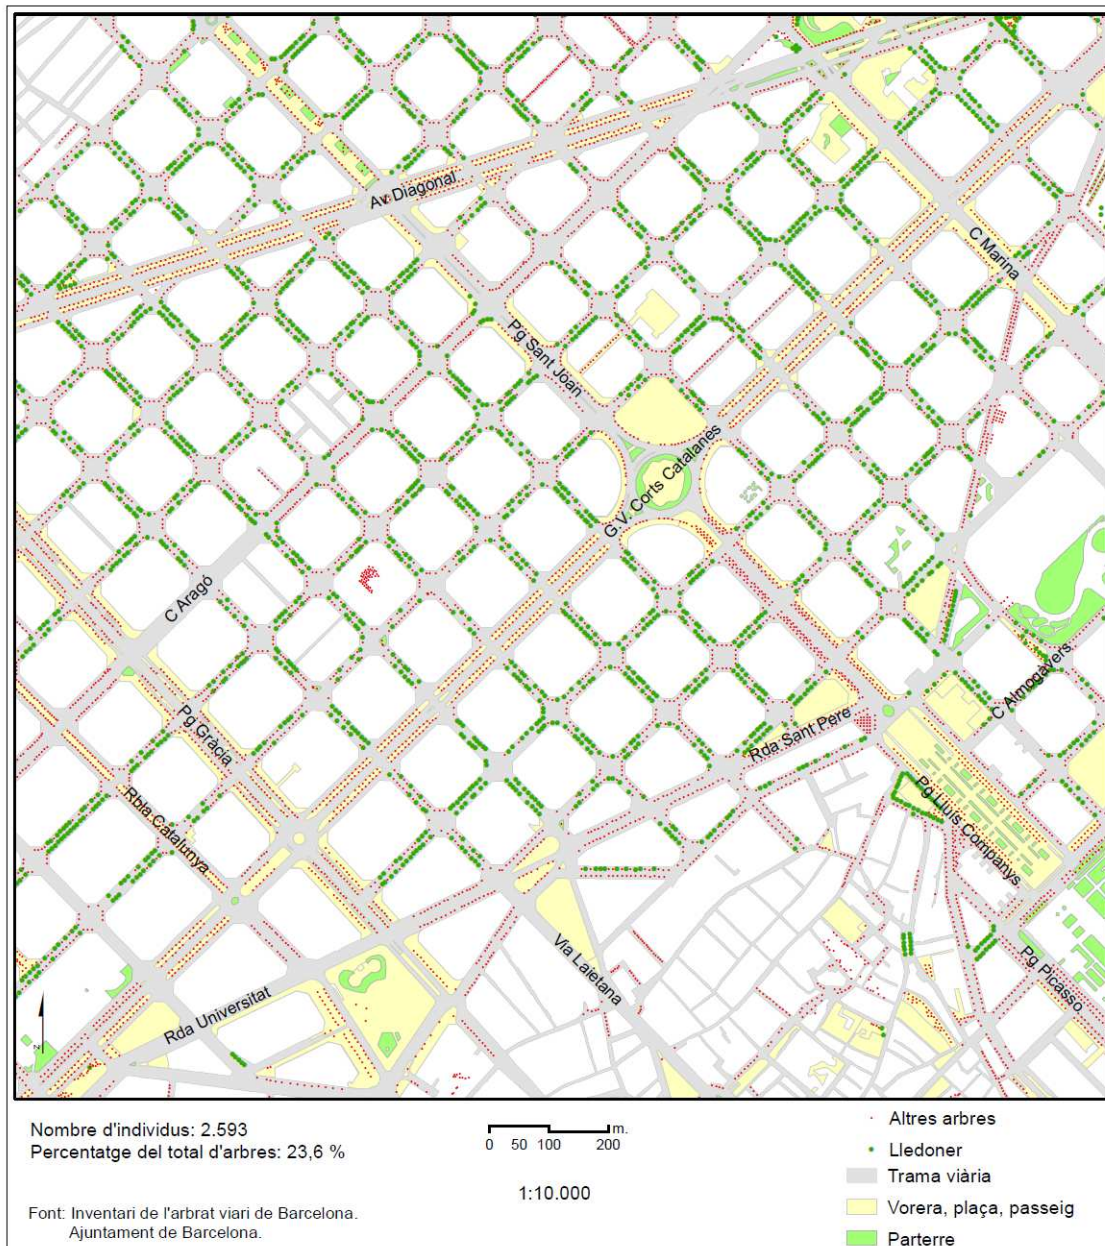 Av Diagonal
C Marina
Pg Sant Joan
G.V. Corts Catalanes
C Aragó
Pg Gràcia
Rda Sant Pere
C Almogavers
Rbla Catalunya
Pg Lluís Companys
Via Laietana
Pg Picasso
Rda Universitat
N
Nombre d'individus: 2.593
Percentatge del total d'arbres: 23,6 %
m.
0 50 100 200
1:10.000
Font: Inventari de l'arbrat viari de Barcelona.
Ajuntament de Barcelona.
Altres arbres
Lledoner
Trama viària
Vorera, plaça, passeig
Parterre